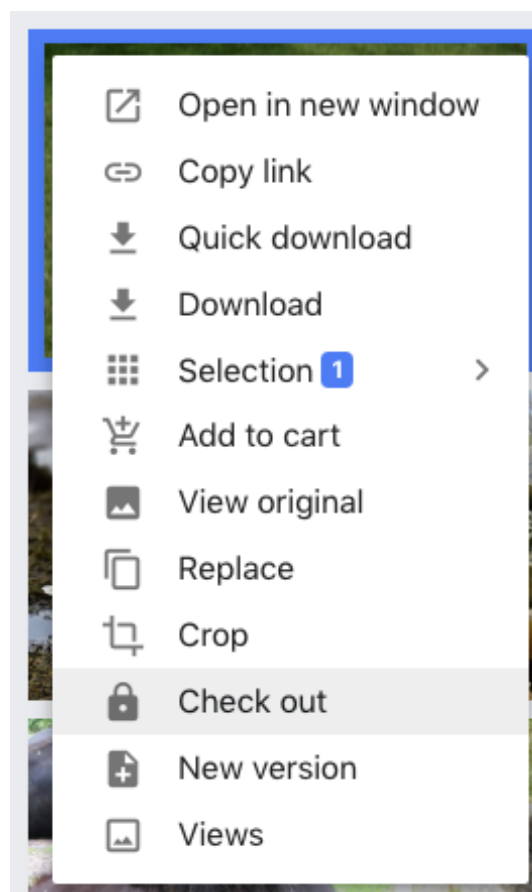 Open in new window
Copy link
Quick download
Download
Selection 1
Add to cart
View original
Replace
Crop
Check out
New version
Views